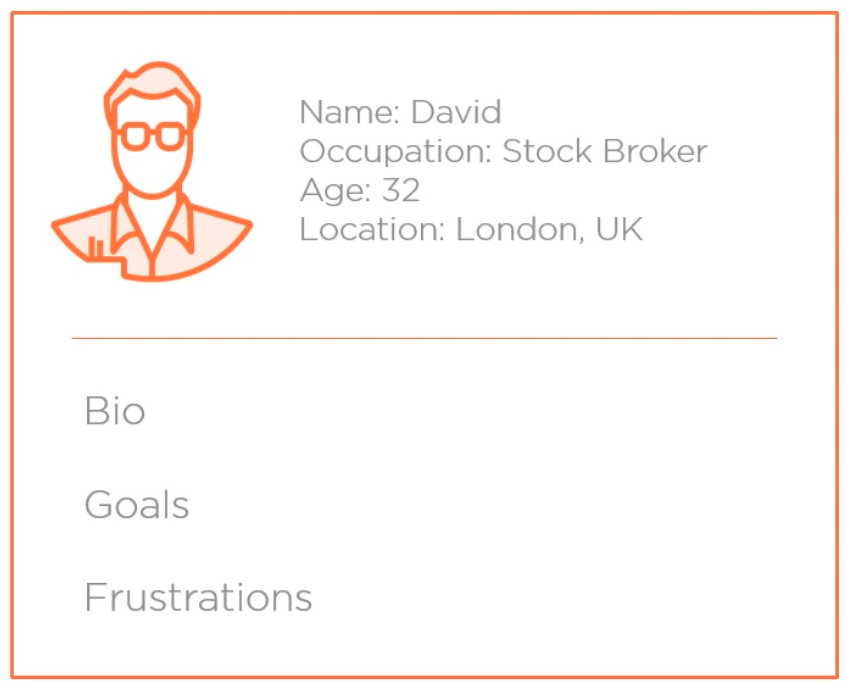 Name: David
Occupation: Stock Broker
Age: 32
Location: London, UK
Bio
Goals
Frustrations